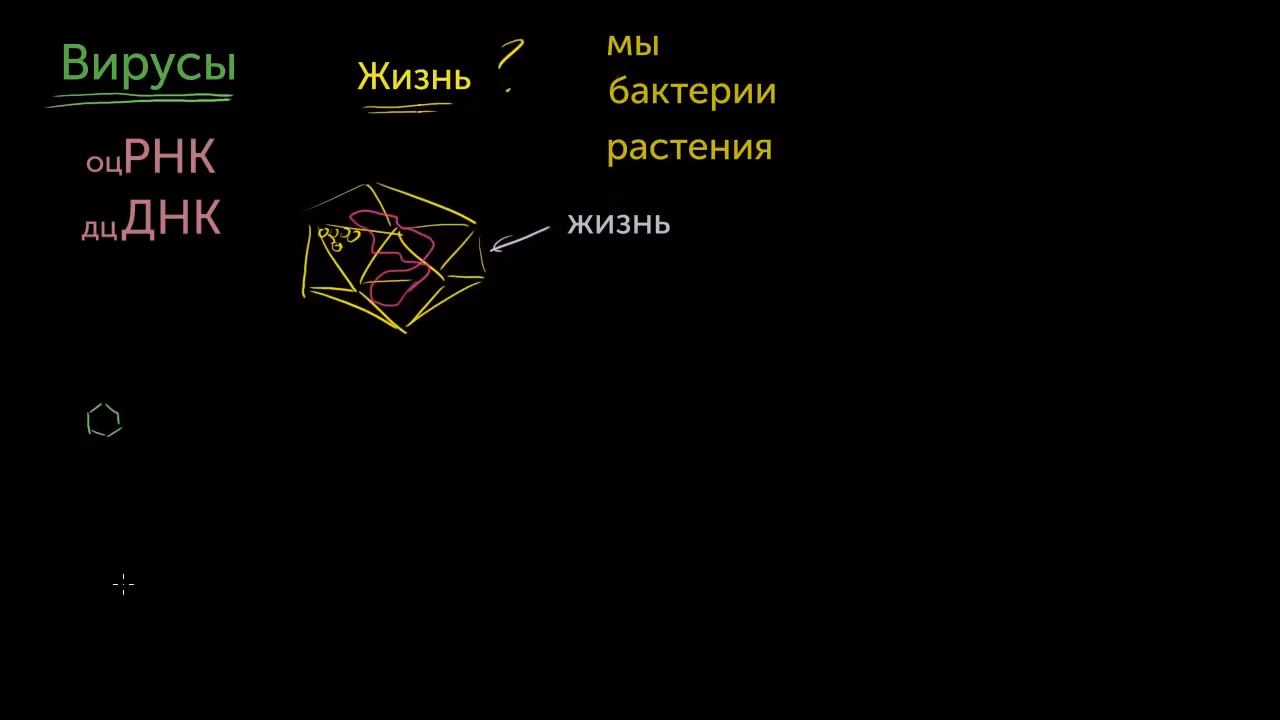 Вирусы
оцРНК
дцДНК
Жизнь ?
мы
бактерии
растения
жизнь